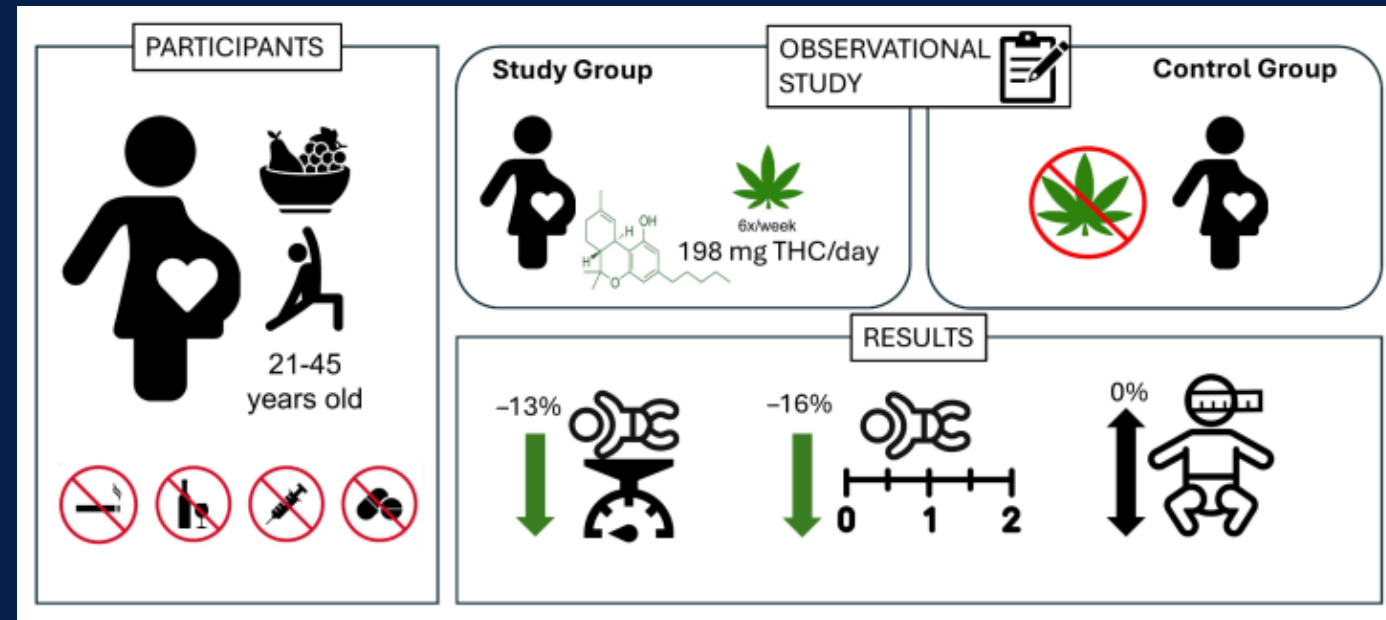 PARTICIPANTS
21-45
years old
OBSERVATIONAL
STUDY
Study Group
OH
H
H
O
6x/week
198 mg THC/day
Control Group
RESULTS
–13%
–16%
0 1 2
0%